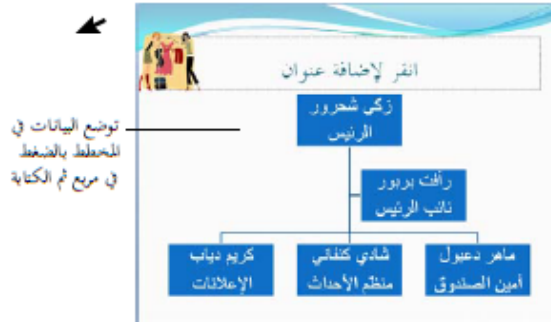 انقر لإضافة عنوان
زكي شحرور
الرئيس
توضع البيانات في
المخطط بالضغط
في مربع ثم الكتابة
رأفت بربور
نائب الرئيس
ماهر دعبول
أمين الصندوق
شادي كنفاني
منظم الأحداث
كريم دياب
الإعلانات